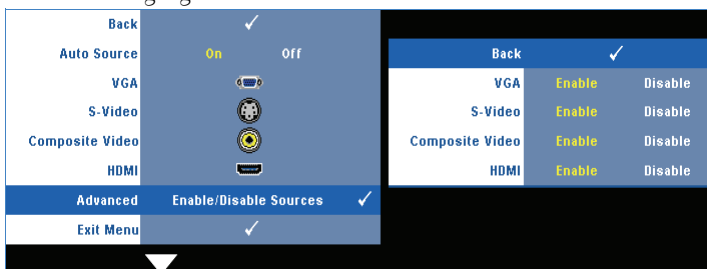 Back
Auto Source On Off
VGA
S-Video
Composite Video
HDMI
Advanced Enable/Disable Sources
Exit Menu
Back
VGA Enable Disable
S-Video Enable Disable
Composite Video Enable Disable
HDMI Enable Disable